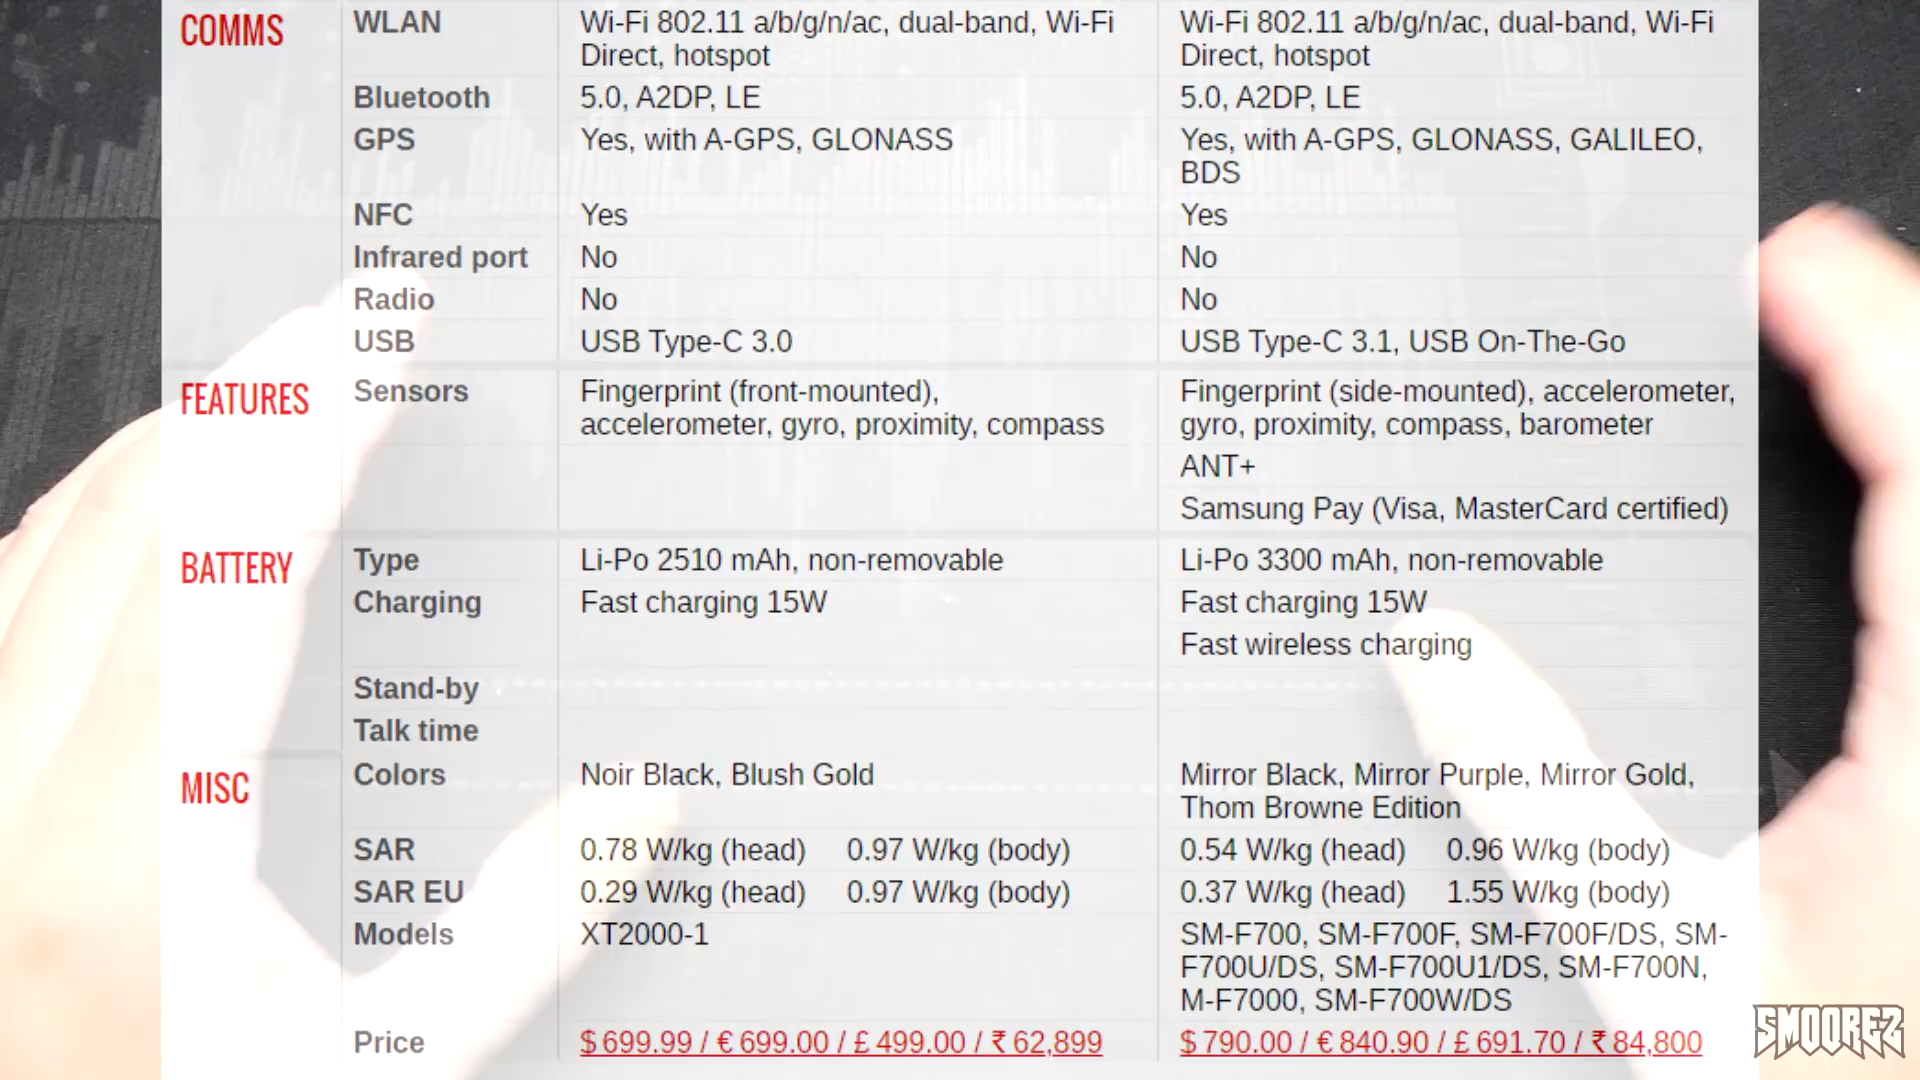 COMMS WLAN Wi-Fi 802.11 a/b/g/n/ac, dual-band, Wi-Fi Wi-Fi 802.11 a/b/g/n/ac, dual-band, Wi-Fi
Direct, hotspot Direct, hotspot
Bluetooth 5.0, A2DP, LE 5.0, A2DP, LE
GPS Yes, with A-GPS, GLONASS Yes, with A-GPS, GLONASS, GALILEO,
BDS
NFC Yes Yes
Infrared port No No
Radio No No
USB USB Type-C 3.0 USB Type-C 3.1, USB On-The-Go
FEATURES Sensors Fingerprint (front-mounted), Fingerprint (side-mounted), accelerometer,
accelerometer, gyro, proximity, compass gyro, proximity, compass, barometer
ANT+
Samsung Pay (Visa, MasterCard certified)
BATTERY Type Li-Po 2510 mAh, non-removable Li-Po 3300 mAh, non-removable
Charging Fast charging 15W Fast charging 15W
Fast wireless charging
Stand-by
Talk time
MISC Colors Noir Black, Blush Gold Mirror Black, Mirror Purple, Mirror Gold,
Thom Browne Edition
SAR 0.78 W/kg (head) 0.97 W/kg (body) 0.54 W/kg (head) 0.96 W/kg (body)
SAR EU 0.29 W/kg (head) 0.97 W/kg (body) 0.37 W/kg (head) 1.55 W/kg (body)
Models XT2000-1 SM-F700, SM-F700F, SM-F700F/DS, SM-
F700U/DS, SM-F700U1/DS, SM-F700N,
M-F7000, SM-F700W/DS
Price $ 699.99 / € 699.00 / £ 499.00 / ₹ 62,899 $ 790.00 / € 840.90 / £ 691.70 / ₹ 84,800
SMOOREZ